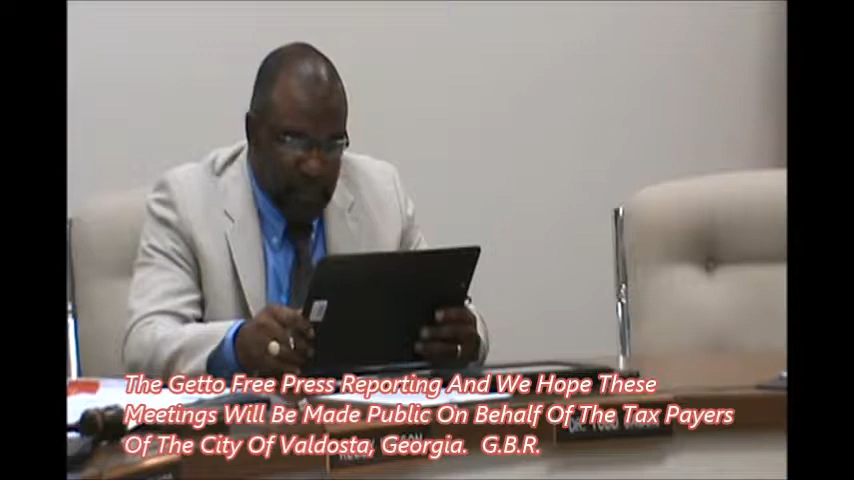 The Getto Free Press Reporting And We Hope These
Meetings Will Be Made Public On Behalf Of The Tax Payers
Of The City Of Valdosta, Georgia.  G.B.R.